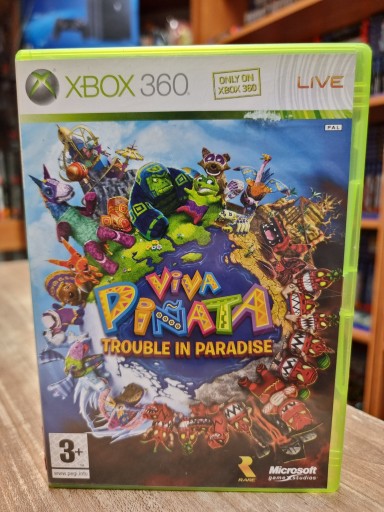 XBOX 360
ONLY ON
XBOX 360
LIVE
PAL
VIVA
PIÑATA
TROUBLE IN PARADISE
3+
www.pegi.info
RARE
Microsoft
game studios